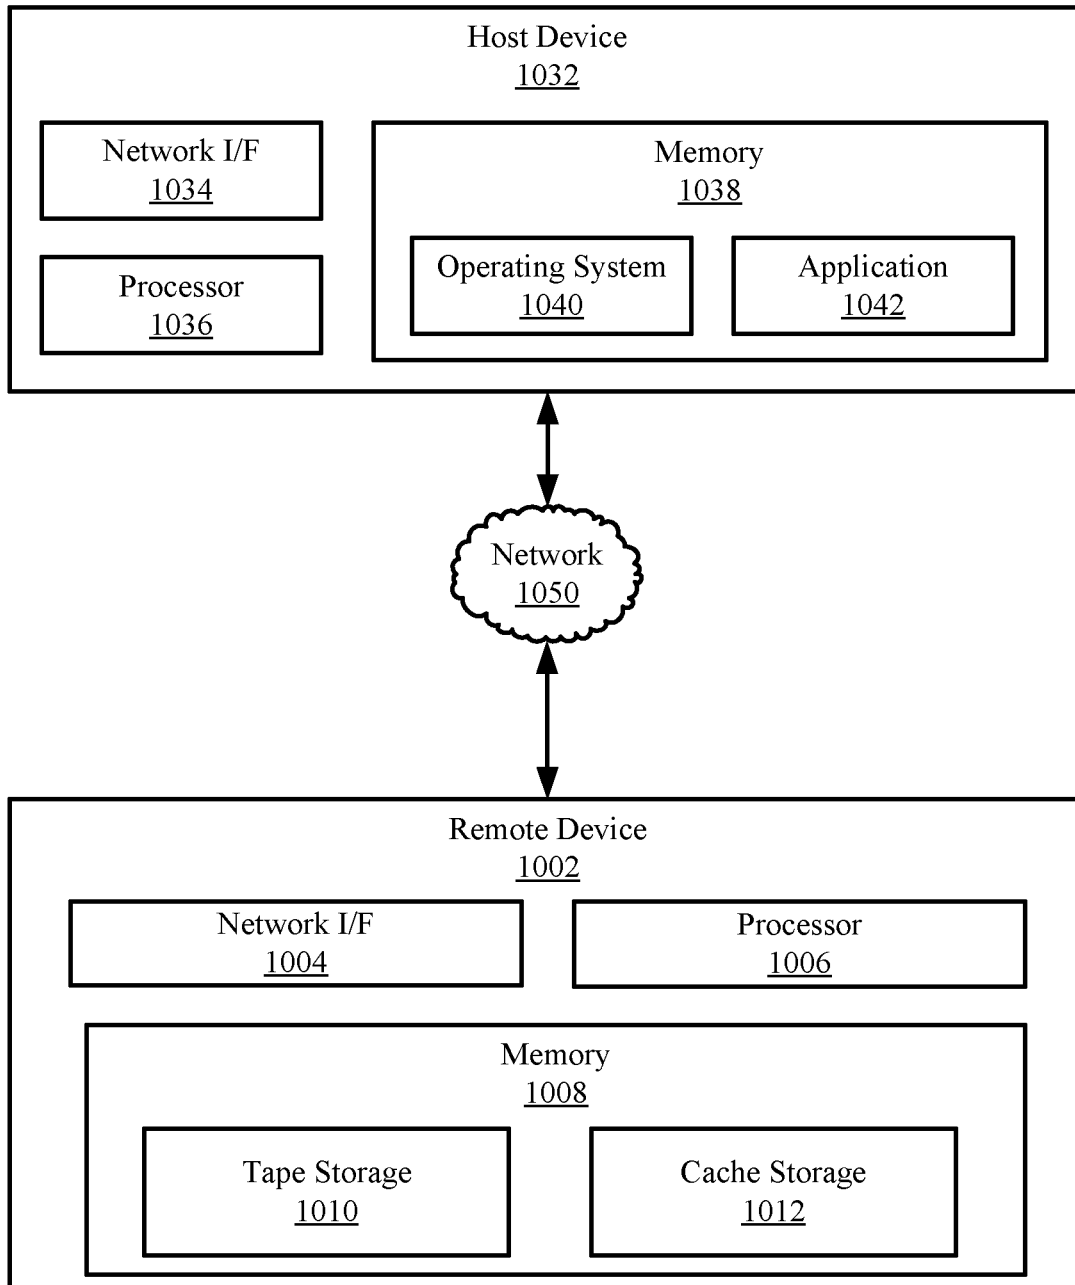 Host Device
1032
Network I/F
1034
Processor
1036
Memory
1038
Operating System
1040
Application
1042
Network
1050
Remote Device
1002
Network I/F
1004
Processor
1006
Memory
1008
Tape Storage
1010
Cache Storage
1012